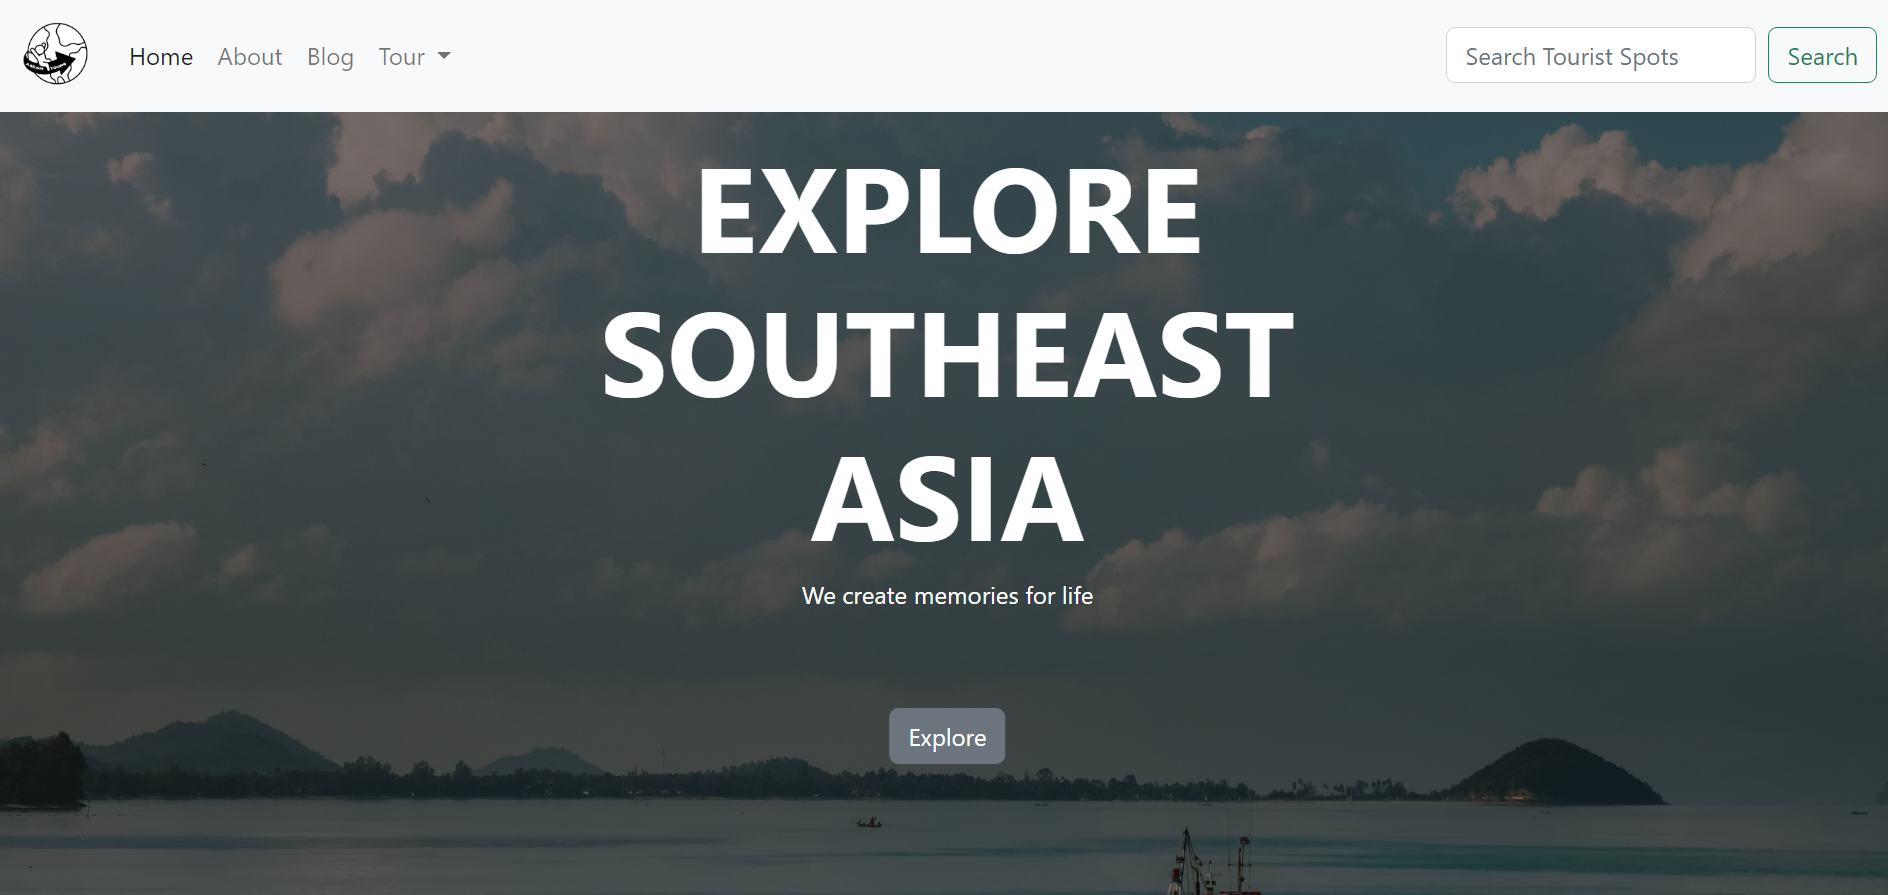 Home About Blog Tour
Search Tourist Spots
Search
EXPLORE
SOUTHEAST
ASIA
We create memories for life
Explore